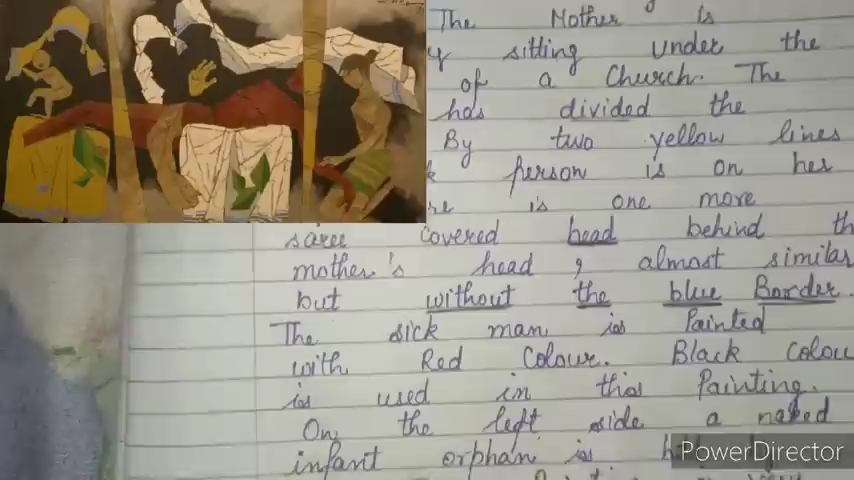 The Mother is
sitting under the
of a Church. The
has divided the
By two yellow lines
person is on her
is one more
saree covered head behind th
mother's head, almost similar
but without the blue Border.
The sick man is Painted
with Red Colour. Black Colou
is used in this Painting.
On the left side a naked
infant orphan is
PowerDirector